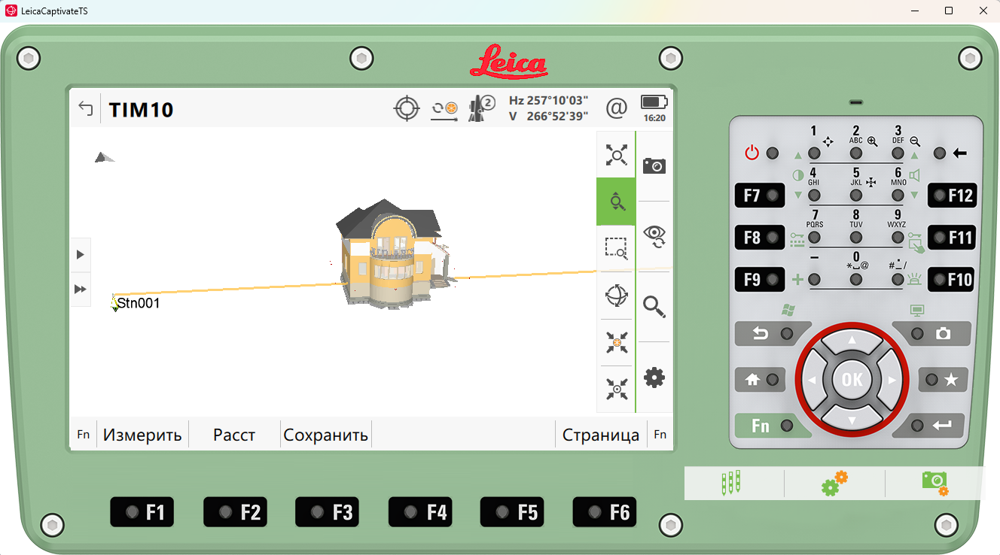 LeicaCaptivateTS
Leica
TIM10
2
Hz 257°10'03"
V 266°52'39"
@
16:20
Stn001
Fn
Измерить
Расст
Сохранить
Страница
Fn
F1
F2
F3
F4
F5
F6
1
2
ABC
3
DEF
4
GHI
5
JKL
6
MNO
7
PQRS
8
TUV
9
WXYZ
0
*␣@
#_./
F7
F12
F8
F11
F9
F10
OK
Fn